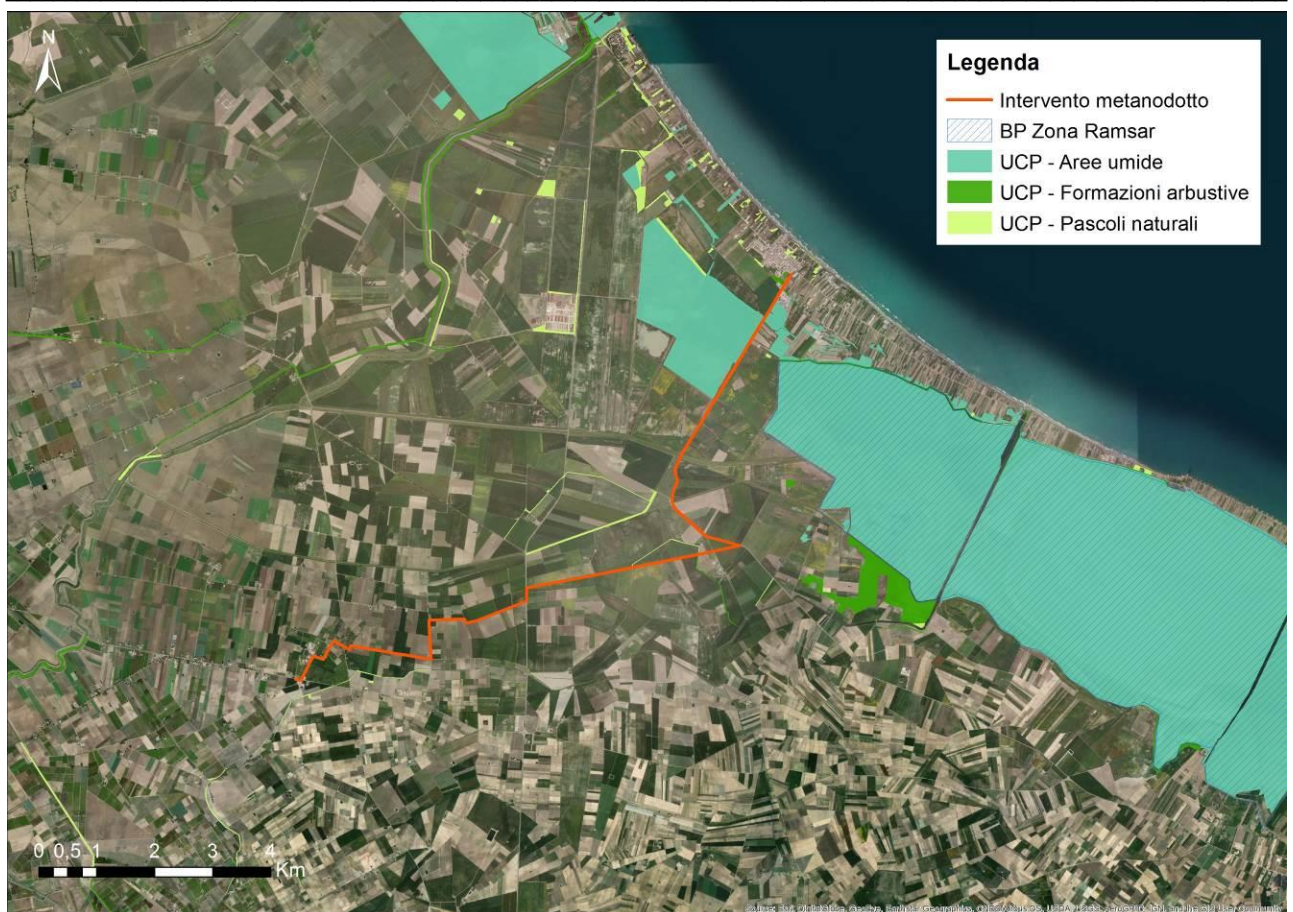 N
Legenda
Intervento metanodotto
BP Zona Ramsar
UCP - Aree umide
UCP - Formazioni arbustive
UCP - Pascoli naturali
0 0,5 1 2 3 4
Km